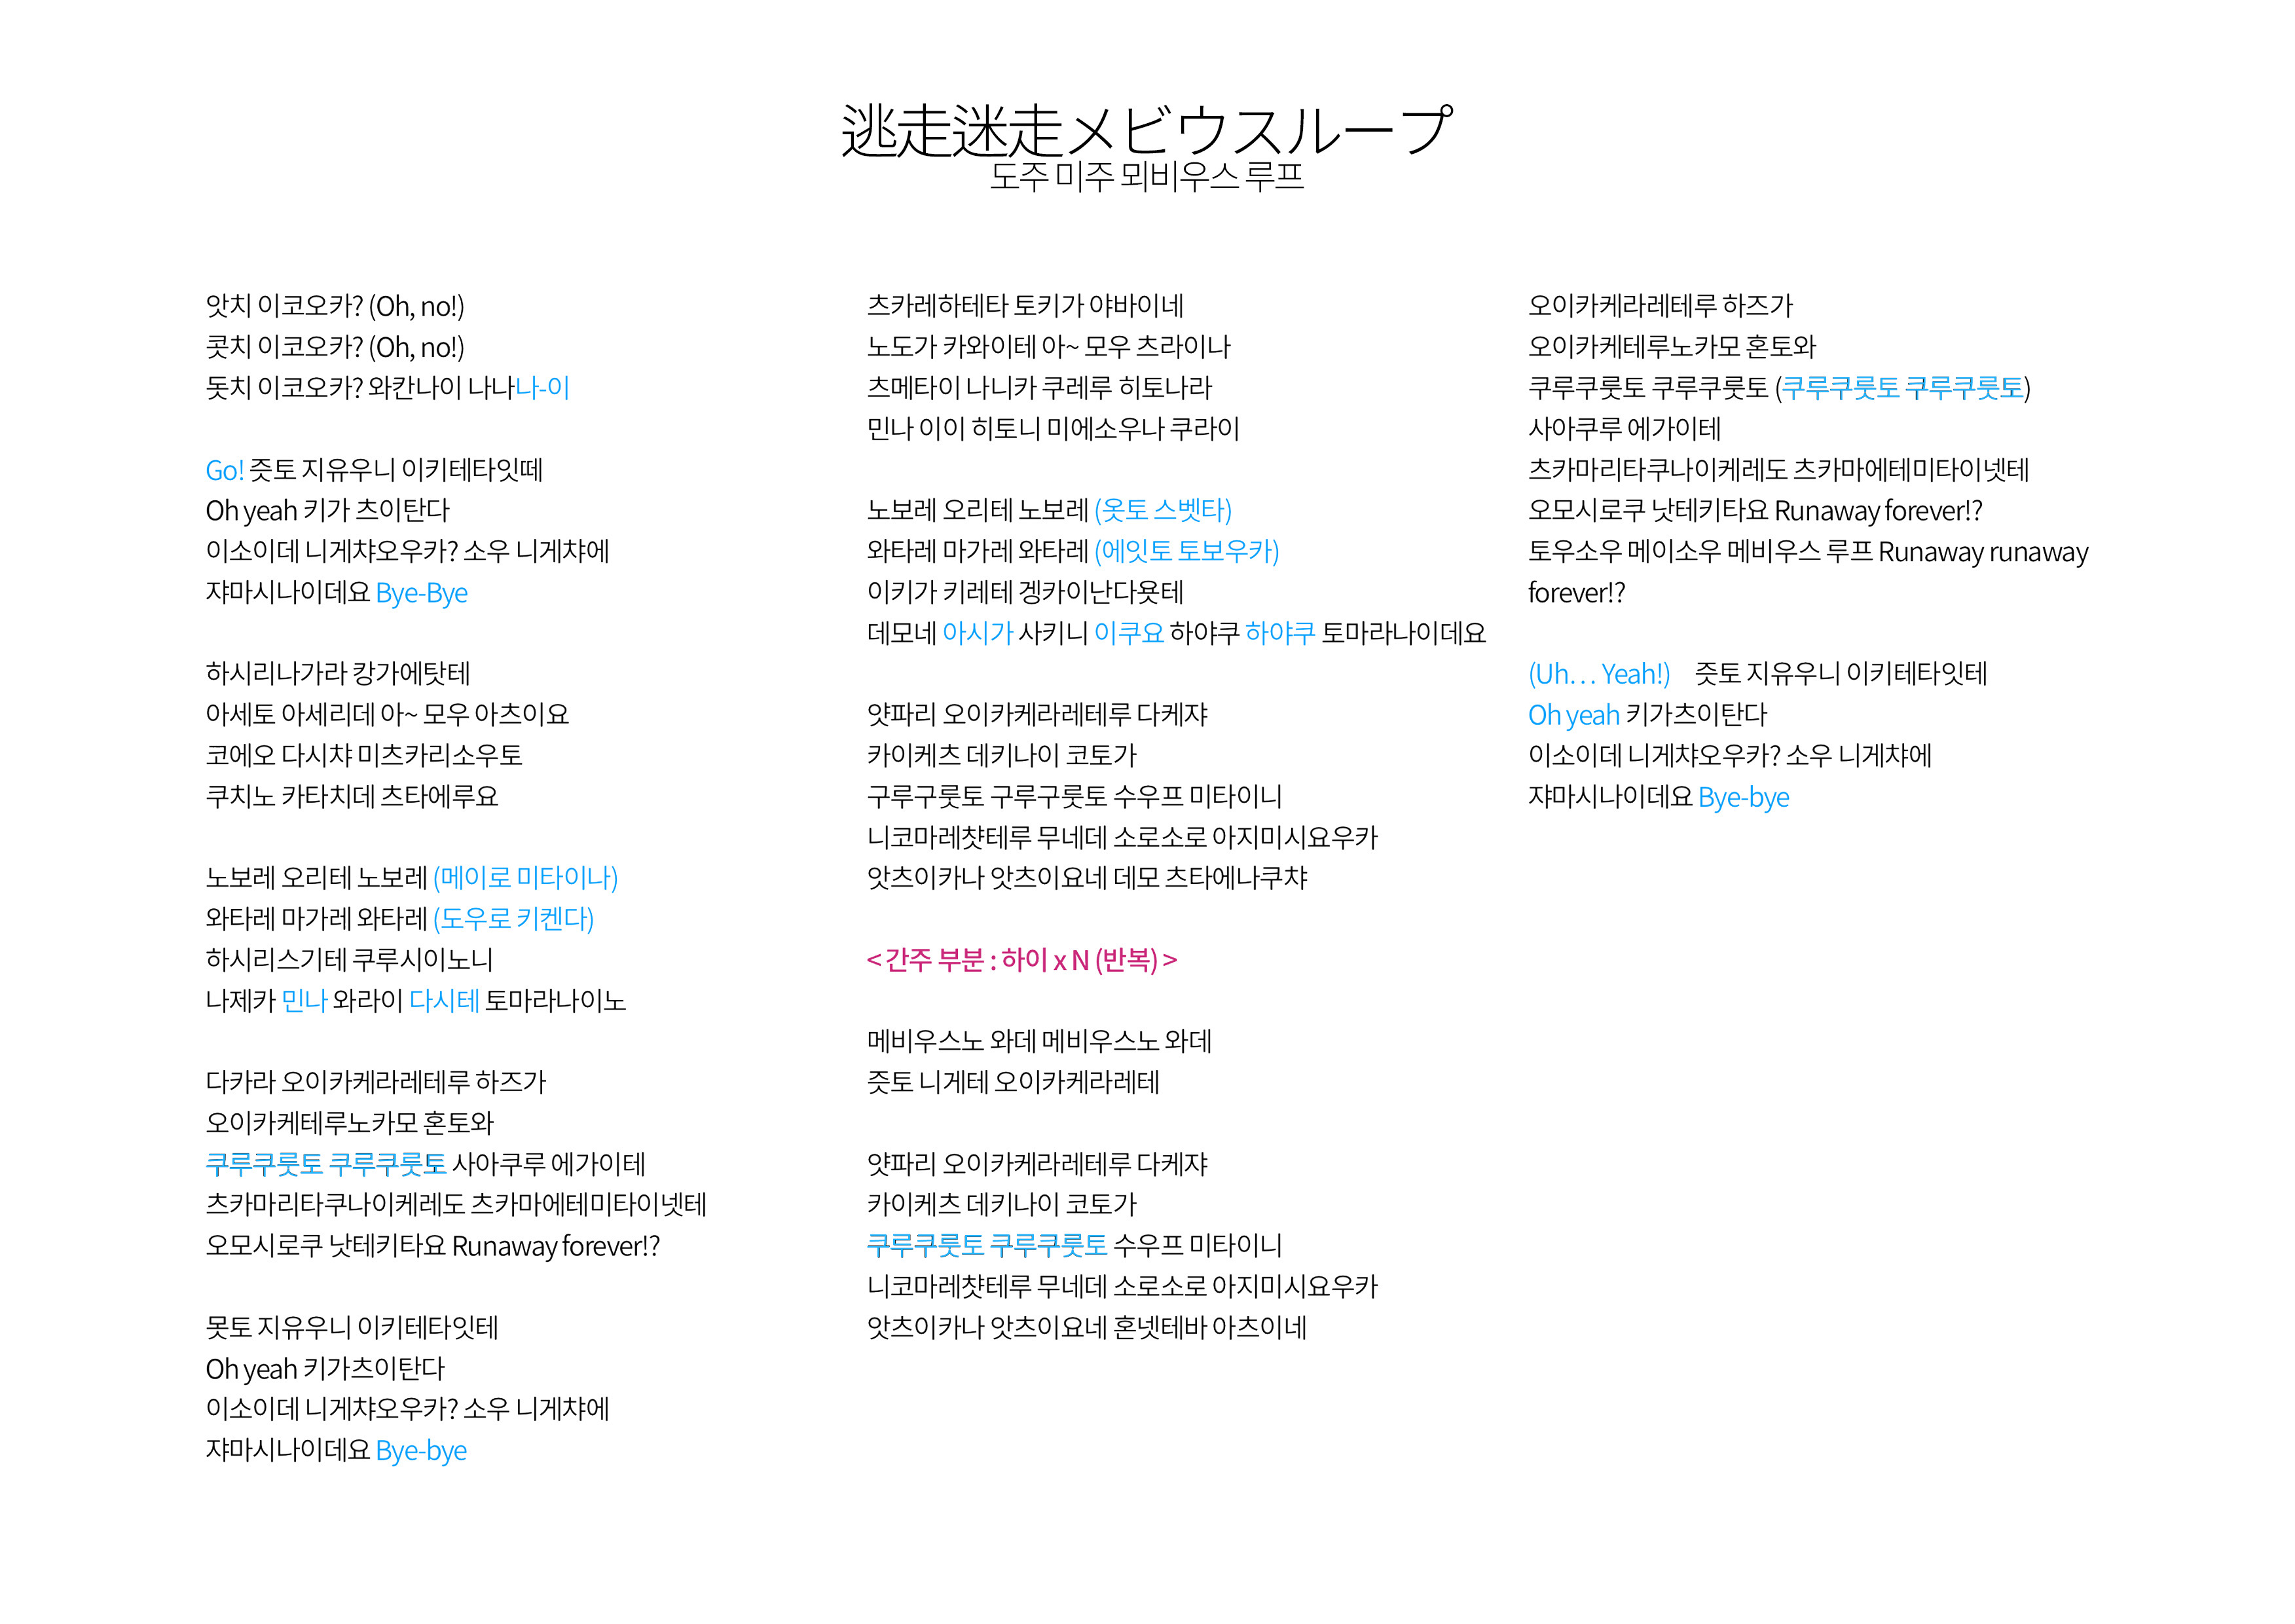 逃走迷走メビウスループ
도주 미주 뫼비우스 루프
앗치 이코오카? (Oh, no!)
콧치 이코오카? (Oh, no!)
돗치 이코오카? 와칸나이 나나나-이
Go! 즛토 지유우니 이키테타잇떼
Oh yeah 키가 츠이탄다
이소이데 니게챠오우카? 소우 니게챠에
쟈마시나이데요 Bye-Bye
하시리나가라 캉가에탓테
아세토 아세리데 아~ 모우 아츠이요
코에오 다시챠 미츠카리소우토
쿠치노 카타치데 츠타에루요
노보레 오리테 노보레 (메이로 미타이나)
와타레 마가레 와타레 (도우로 키켄다)
하시리스기테 쿠루시이노니
나제카 민나 와라이 다시테 토마라나이노
다카라 오이카케라레테루 하즈가
오이카케테루노카모 혼토와
쿠루쿠룻토 쿠루쿠룻토 사아쿠루 에가이테
츠카마리타쿠나이케레도 츠카마에테미타이넷테
오모시로쿠 낫테키타요 Runaway forever!?
못토 지유우니 이키테타잇테
Oh yeah 키가츠이탄다
이소이데 니게챠오우카? 소우 니게챠에
쟈마시나이데요 Bye-bye
츠카레하테타 토키가 야바이네
노도가 카와이테 아~ 모우 츠라이나
츠메타이 나니카 쿠레루 히토나라
민나 이이 히토니 미에소우나 쿠라이
노보레 오리테 노보레 (옷토 스벳타)
와타레 마가레 와타레 (에잇토 토보우카)
이키가 키레테 겡카이난다욧테
데모네 아시가 사키니 이쿠요 하야쿠 하야쿠 토마라나이데요
얏파리 오이카케라레테루 다케쟈
카이케츠 데키나이 코토가
구루구룻토 구루구룻토 수우프 미타이니
니코마레챳테루 무네데 소로소로 아지미시요우카
앗츠이카나 앗츠이요네 데모 츠타에나쿠챠
< 간주 부분 : 하이 x N (반복) >
메비우스노 와데 메비우스노 와데
즛토 니게테 오이카케라레테
얏파리 오이카케라레테루 다케쟈
카이케츠 데키나이 코토가
쿠루쿠룻토 쿠루쿠룻토 수우프 미타이니
니코마레챳테루 무네데 소로소로 아지미시요우카
앗츠이카나 앗츠이요네 혼넷테바 아츠이네
오이카케라레테루 하즈가
오이카케테루노카모 혼토와
쿠루쿠룻토 쿠루쿠룻토 (쿠루쿠룻토 쿠루쿠룻토)
사아쿠루 에가이테
츠카마리타쿠나이케레도 츠카마에테미타이넷테
오모시로쿠 낫테키타요 Runaway forever!?
토우소우 메이소우 메비우스 루프 Runaway runaway
forever!?
(Uh… Yeah!) 즛토 지유우니 이키테타잇테
Oh yeah 키가츠이탄다
이소이데 니게챠오우카? 소우 니게챠에
쟈마시나이데요 Bye-bye